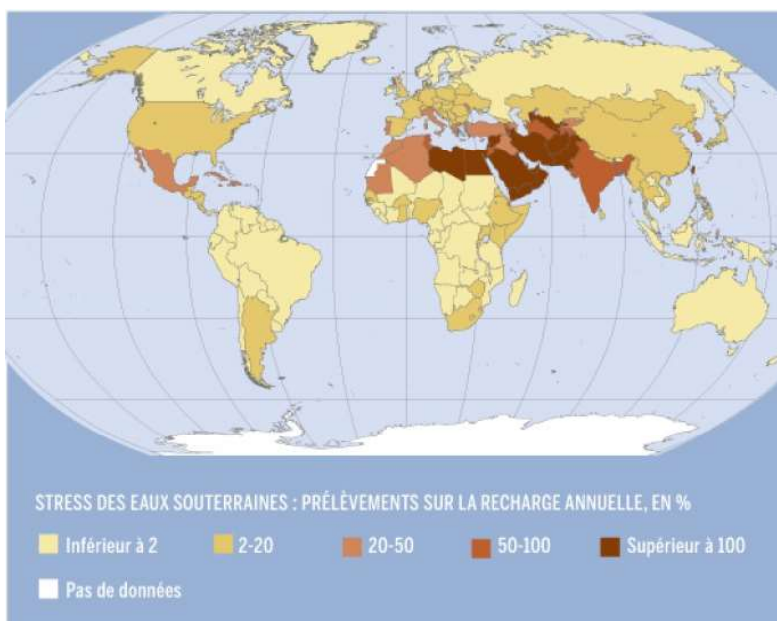 STRESS DES EAUX SOUTERRAINES : PRÉLÈVEMENTS SUR LA RECHARGE ANNUELLE, EN %
Inférieur à 2 2-20 20-50 50-100 Supérieur à 100
Pas de données